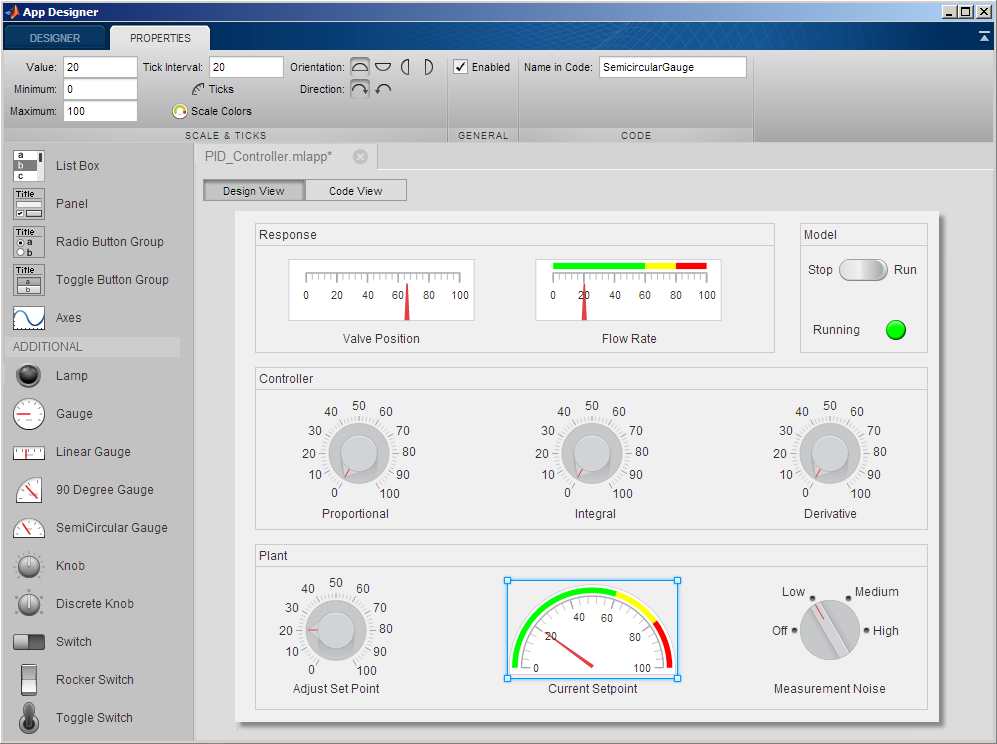 App Designer
DESIGNER PROPERTIES
Value: 20 Tick Interval: 20 Orientation: Enabled Name in Code: SemicircularGauge
Minimum: 0 Ticks Direction:
Maximum: 100 Scale Colors
SCALE & TICKS GENERAL CODE
a
b
c
List Box
Title
Panel
Title
a
b
Radio Button Group
Title
a
b
Toggle Button Group
Axes
ADDITIONAL
Lamp
Gauge
Linear Gauge
90 Degree Gauge
SemiCircular Gauge
Knob
Discrete Knob
Switch
Rocker Switch
Toggle Switch
PID_Controller.mlapp*
Design View Code View
Response
0 20 40 60 80 100
Valve Position
0 20 40 60 80 100
Flow Rate
Model
Stop Run
Running
Controller
0 10 20 30 40 50 60 70 80 90 100
Proportional
0 10 20 30 40 50 60 70 80 90 100
Integral
0 10 20 30 40 50 60 70 80 90 100
Derivative
Plant
0 10 20 30 40 50 60 70 80 90 100
Adjust Set Point
0 20 40 60 80 100
Current Setpoint
Low Medium
Off High
Measurement Noise